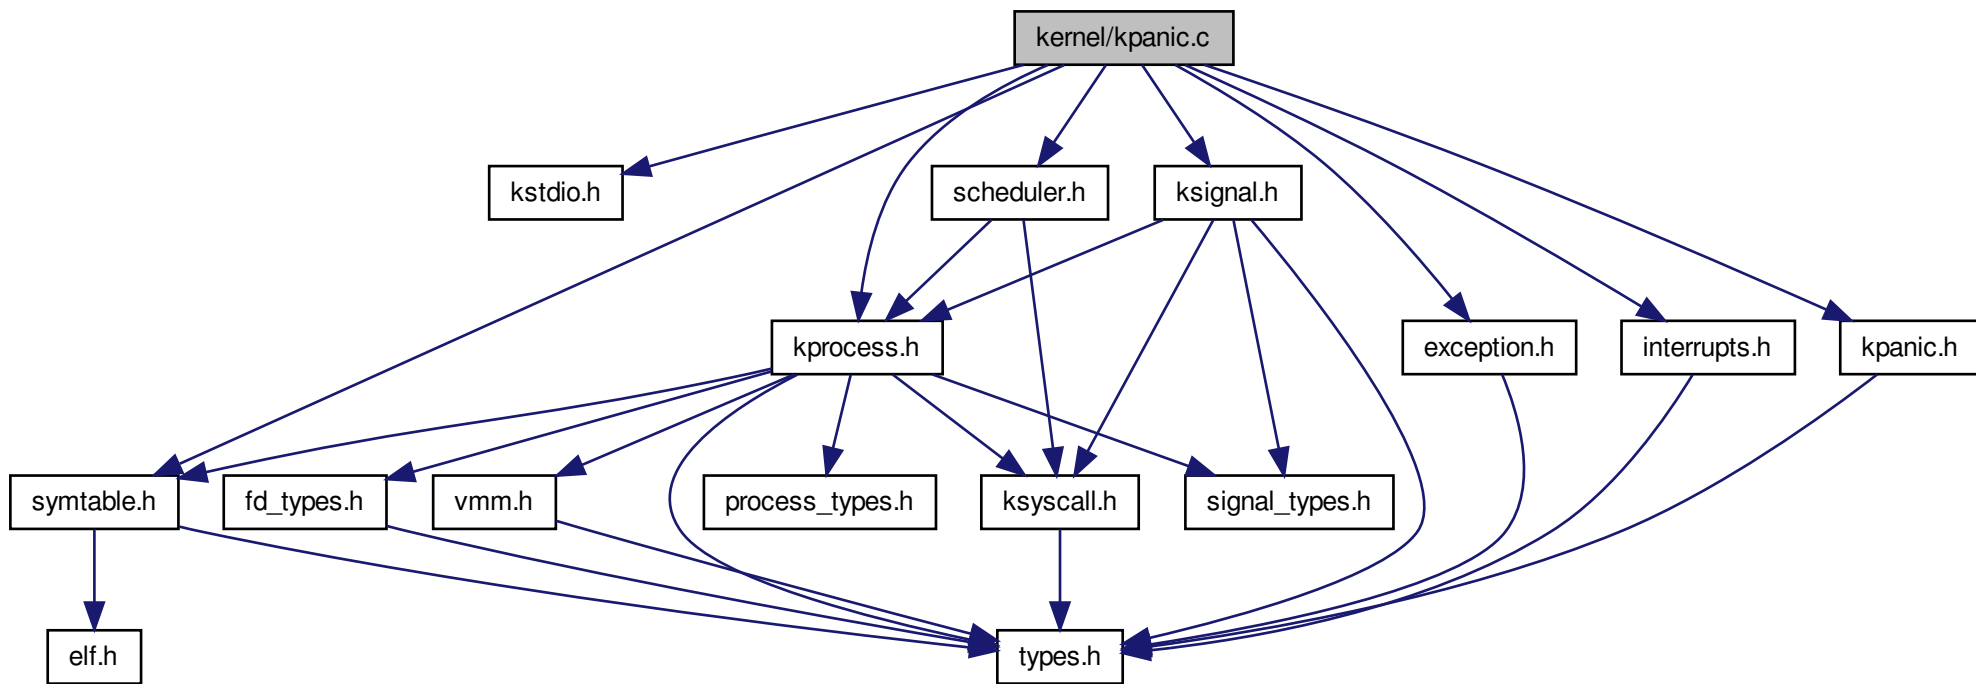 kernel/kpanic.c
kstdio.h
scheduler.h
ksignal.h
kprocess.h
exception.h
interrupts.h
kpanic.h
symtable.h
fd_types.h
vmm.h
process_types.h
ksyscall.h
signal_types.h
elf.h
types.h